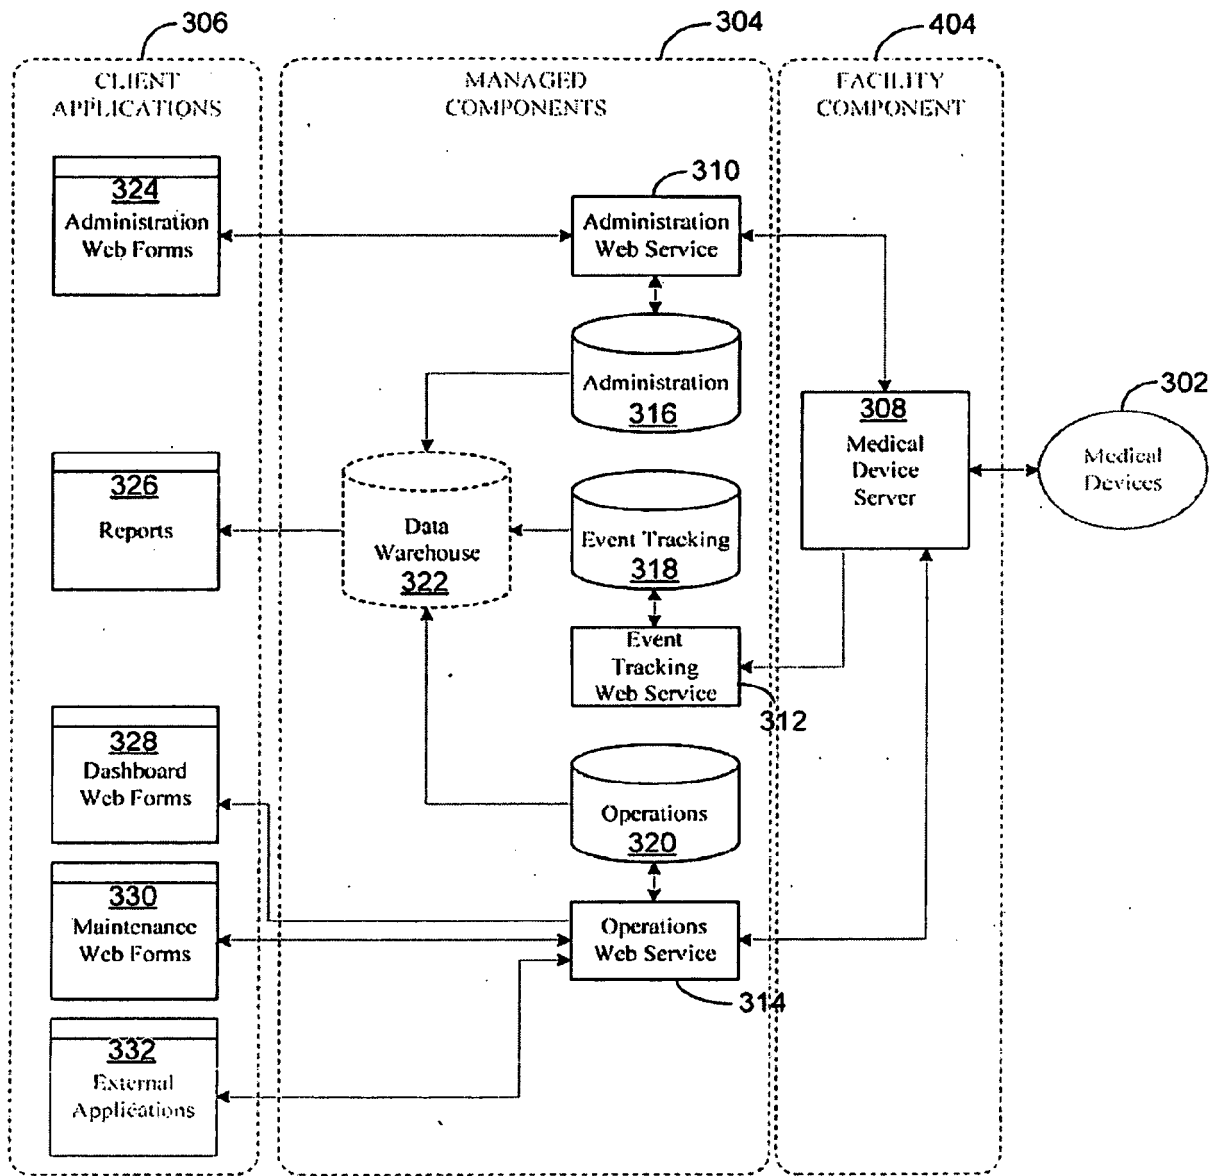 306
304
404
CLIENT
APPLICATIONS
MANAGED
COMPONENTS
FACILITY
COMPONENT
324
Administration
Web Forms
310
Administration
Web Service
Administration
316
302
308
Medical
Device
Server
Medical
Devices
326
Reports
Data
Warehouse
322
Event Tracking
318
Event
Tracking
Web Service
312
328
Dashboard
Web Forms
Operations
320
330
Maintenance
Web Forms
Operations
Web Service
314
332
External
Applications